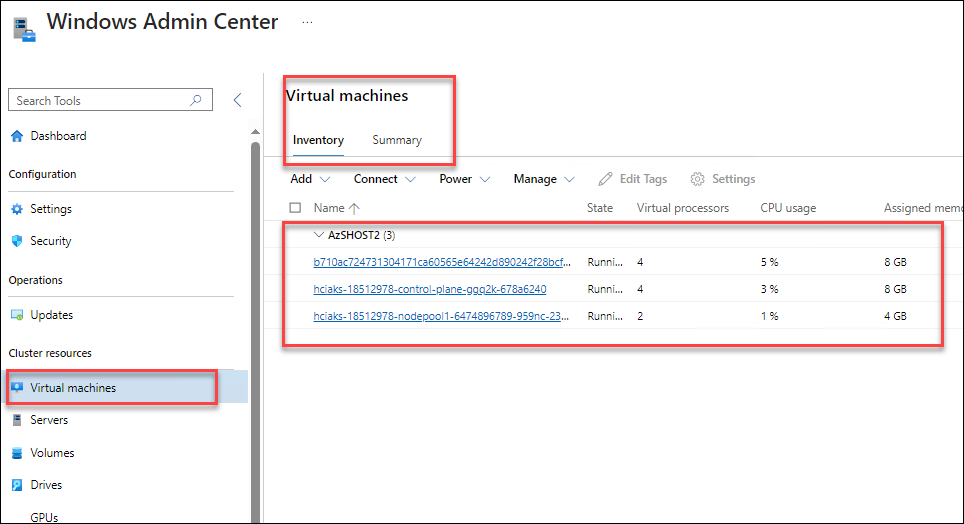 Windows Admin Center ...
Search Tools
Dashboard
Configuration
Settings
Security
Operations
Updates
Cluster resources
Virtual machines
Servers
Volumes
Drives
GPUs
Virtual machines
Inventory Summary
Add Connect Power Manage Edit Tags Settings
Name State Virtual processors CPU usage Assigned memo
AzSHOST2 (3)
b710ac724731304171ca60565e64242d890242f28bcf... Runni... 4 5 % 8 GB
hciaks-18512978-control-plane-ggq2k-678a6240 Runni... 4 3 % 8 GB
hciaks-18512978-nodepool1-6474896789-959nc-23... Runni... 2 1 % 4 GB